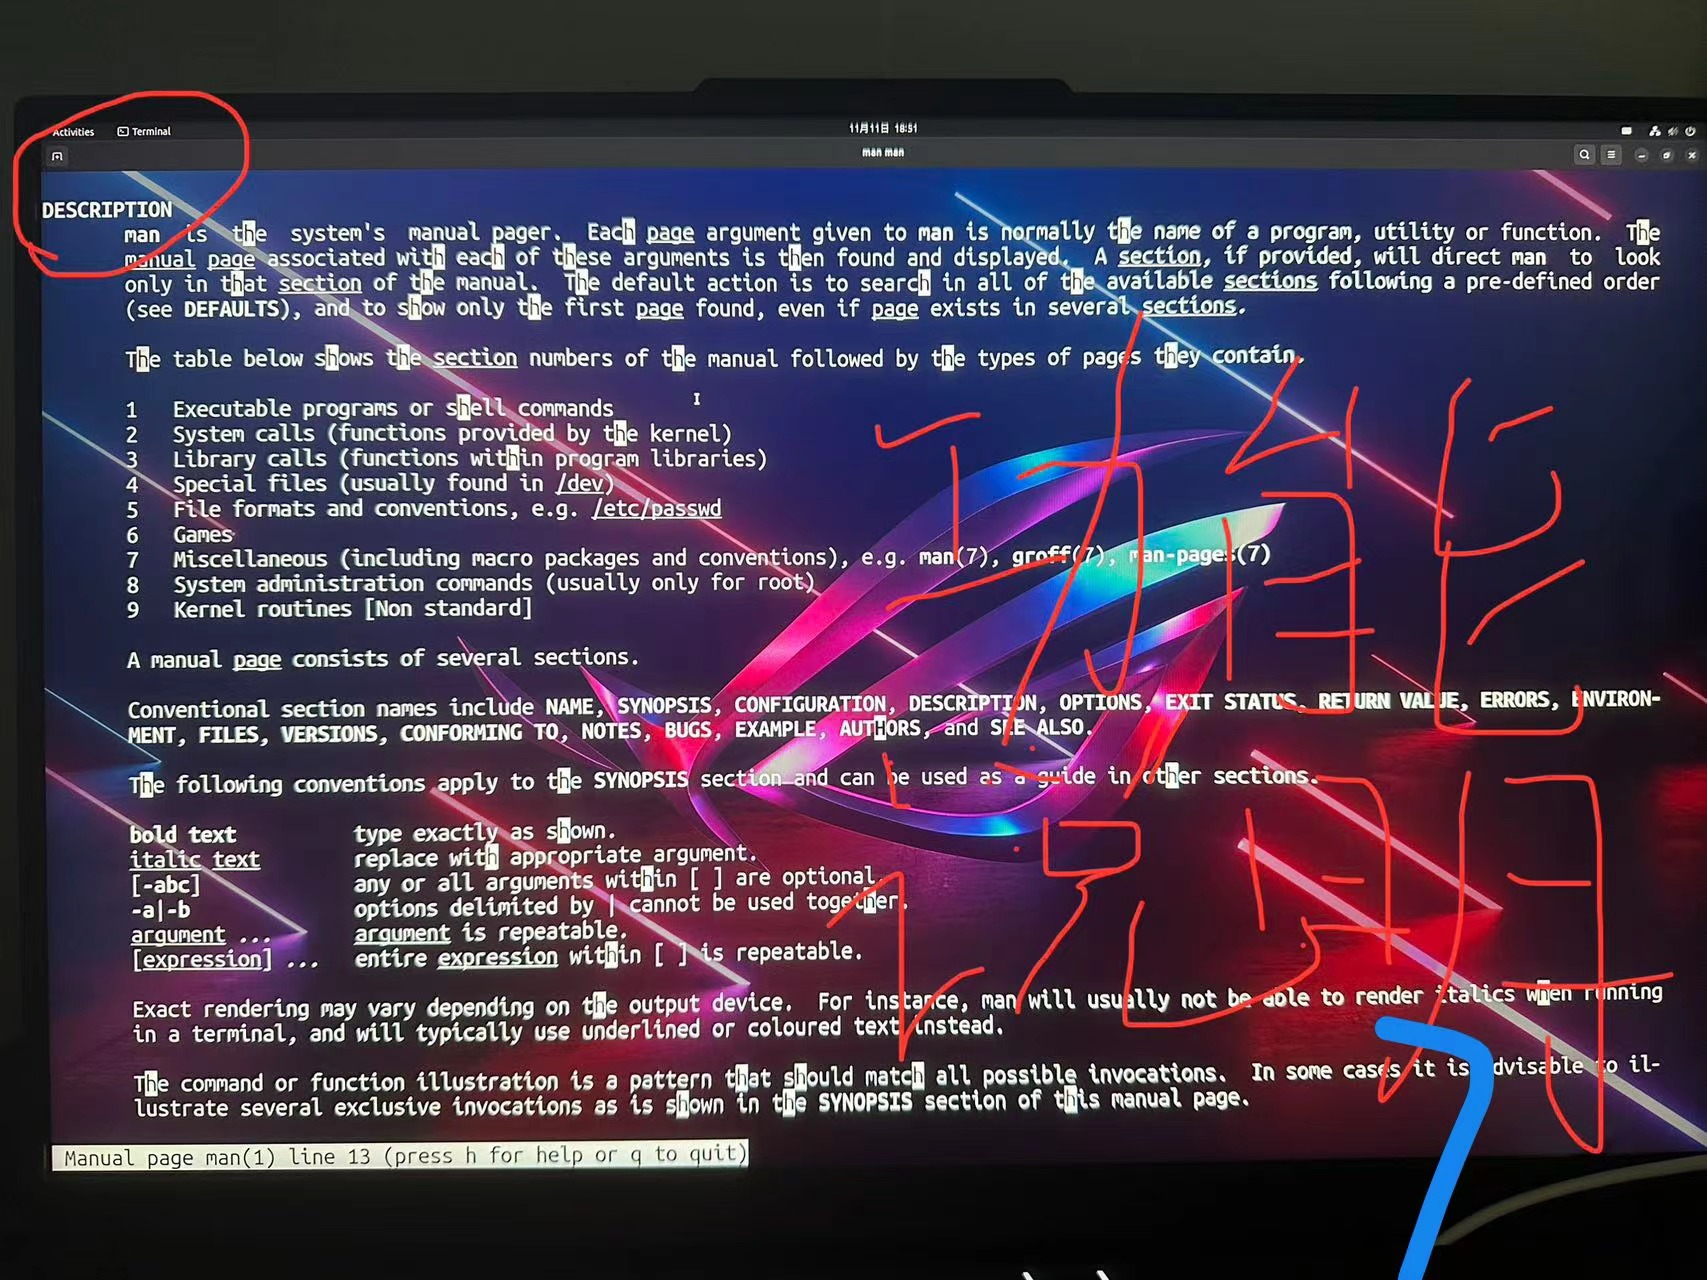 Activities Terminal 11月11日 18:51
man man
DESCRIPTION
man is the system's manual pager. Each page argument given to man is normally the name of a program, utility or function. The
manual page associated with each of these arguments is then found and displayed. A section, if provided, will direct man to look
only in that section of the manual. The default action is to search in all of the available sections following a pre-defined order
(see DEFAULTS), and to show only the first page found, even if page exists in several sections.
The table below shows the section numbers of the manual followed by the types of pages they contain.
1 Executable programs or shell commands
2 System calls (functions provided by the kernel)
3 Library calls (functions within program libraries)
4 Special files (usually found in /dev)
5 File formats and conventions, e.g. /etc/passwd
6 Games
7 Miscellaneous (including macro packages and conventions), e.g. man(7), groff(7), man-pages(7)
8 System administration commands (usually only for root)
9 Kernel routines [Non standard]
A manual page consists of several sections.
Conventional section names include NAME, SYNOPSIS, CONFIGURATION, DESCRIPTION, OPTIONS, EXIT STATUS, RETURN VALUE, ERRORS, ENVIRON-
MENT, FILES, VERSIONS, CONFORMING TO, NOTES, BUGS, EXAMPLE, AUTHORS, and SEE ALSO.
The following conventions apply to the SYNOPSIS section and can be used as a guide in other sections.
bold text type exactly as shown.
italic text replace with appropriate argument.
[-abc] any or all arguments within [ ] are optional.
-a|-b options delimited by | cannot be used together.
argument ... argument is repeatable.
[expression] ... entire expression within [ ] is repeatable.
Exact rendering may vary depending on the output device. For instance, man will usually not be able to render italics when running
in a terminal, and will typically use underlined or coloured text instead.
The command or function illustration is a pattern that should match all possible invocations. In some cases it is advisable to il-
lustrate several exclusive invocations as is shown in the SYNOPSIS section of this manual page.
Manual page man(1) line 13 (press h for help or q to quit)